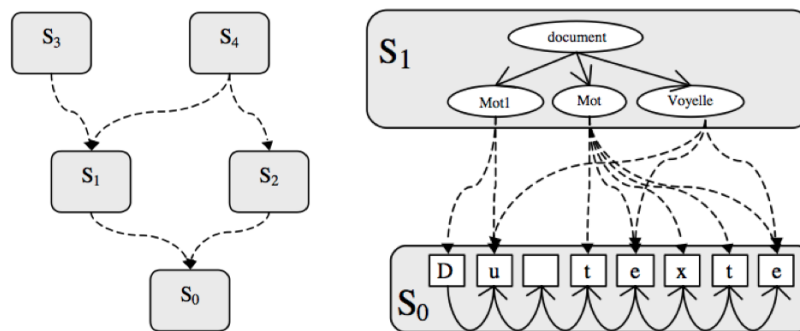 S3 S4
S1 S2
S0
S1
document
Mot1 Mot Voyelle
S0
D u t e x t e